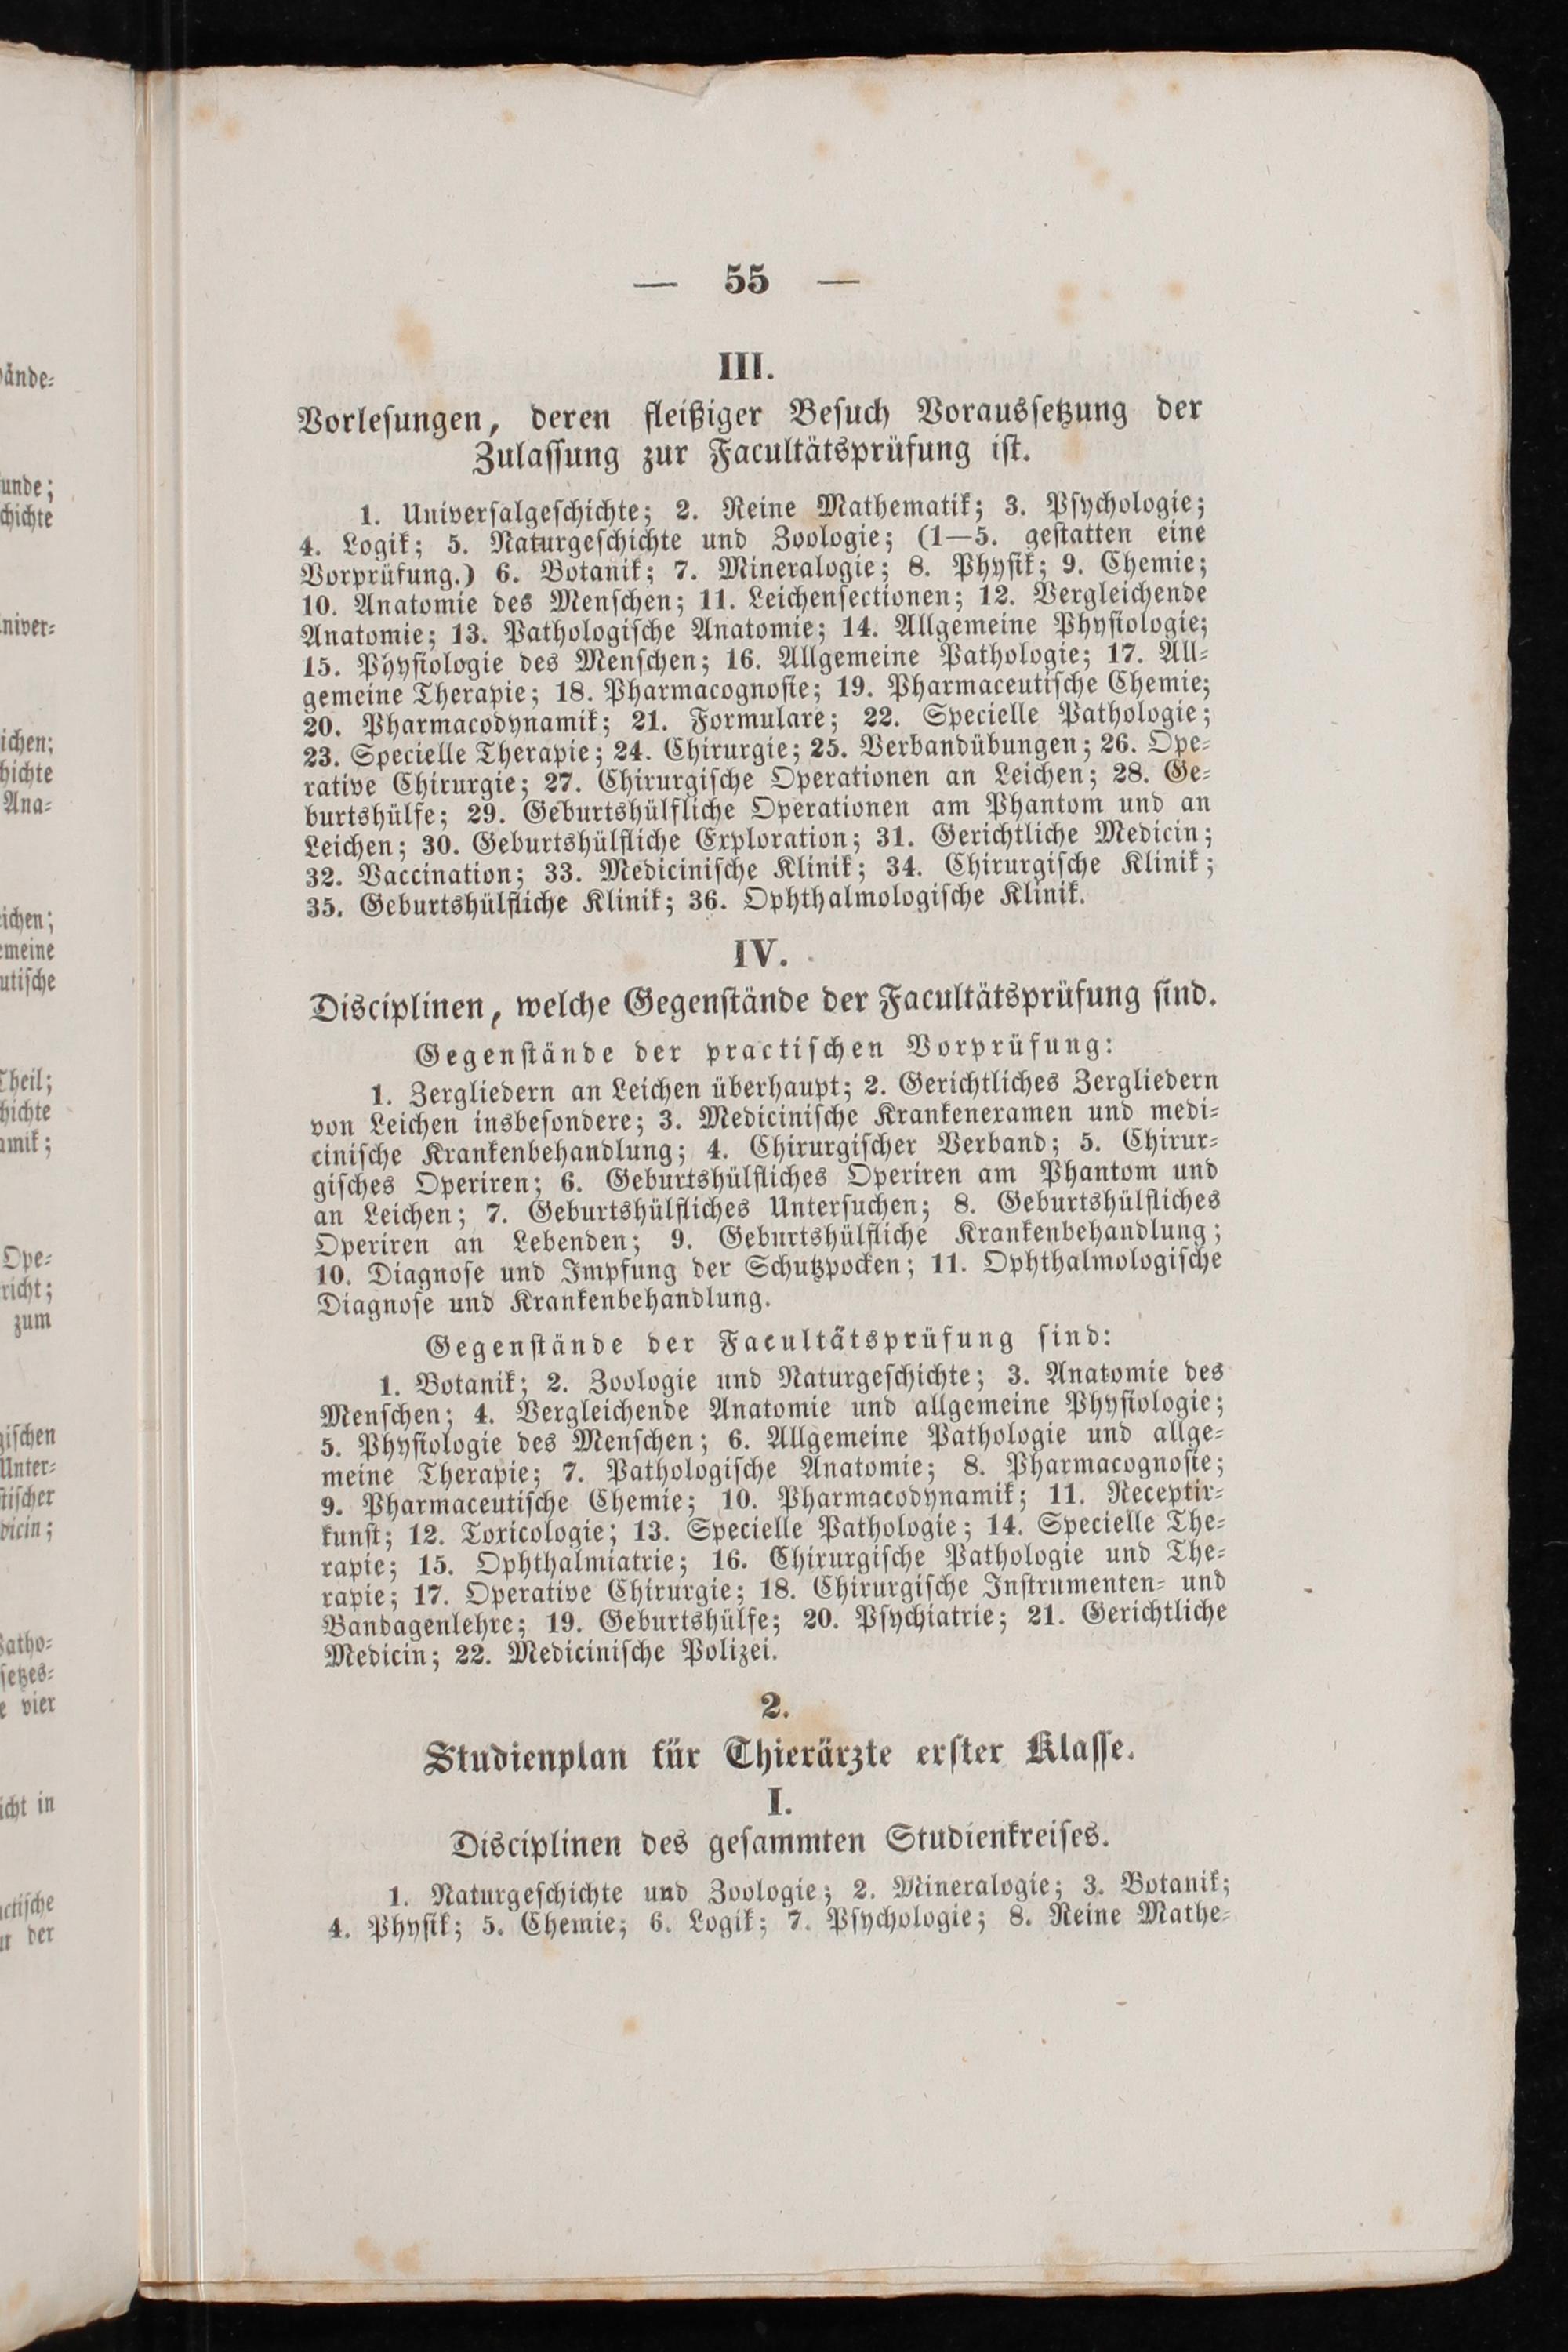 — 55 —
III.
Vorleſungen, deren fleißiger Beſuch Vorausſetzung der
Zulaſſung zur Facultätsprüfung iſt.
1. Univerſalgeſchichte; 2. Reine Mathematik; 3. Pſychologie;
4. Logik; 5. Naturgeſchichte und Zoologie; (1—5. geſtatten eine
Vorprüfung.) 6. Botanik; 7. Mineralogie; 8. Phyſik; 9. Chemie;
10. Anatomie des Menſchen; 11. Leichenſectionen; 12. Vergleichende
Anatomie; 13. Pathologiſche Anatomie; 14. Allgemeine Phyſiologie;
15. Phyſiologie des Menſchen; 16. Allgemeine Pathologie; 17. All⸗
gemeine Therapie; 18. Pharmacognoſie; 19. Pharmaceutiſche Chemie;
20. Pharmacodynamik; 21. Formulare; 22. Specielle Pathologie;
23. Specielle Therapie; 24. Chirurgie; 25. Verbandübungen; 26. Ope⸗
rative Chirurgie; 27. Chirurgiſche Operationen an Leichen; 28. Ge⸗
burtshülfe; 29. Geburtshülfliche Operationen am Phantom und an
Leichen; 30. Geburtshülfliche Exploration; 31. Gerichtliche Medicin;
32. Vaccination; 33. Mediciniſche Klinik; 34. Chirurgiſche Klinik;
35. Geburtshülfliche Klinik; 36. Ophthalmologiſche Klinik.
IV.
Disciplinen, welche Gegenſtände der Facultätsprüfung ſind.
Gegenſtände der practiſchen Vorprüfung:
1. Zergliedern an Leichen überhaupt; 2. Gerichtliches Zergliedern
von Leichen insbeſondere; 3. Mediciniſche Krankenexamen und medi⸗
ciniſche Krankenbehandlung; 4. Chirurgiſcher Verband; 5. Chirur⸗
giſches Operiren; 6. Geburtshülfliches Operiren am Phantom und
an Leichen; 7. Geburtshülfliches Unterſuchen; 8. Geburtshülfliches
Operiren an Lebenden; 9. Geburtshülfliche Krankenbehandlung;
10. Diagnoſe und Impfung der Schutzpocken; 11. Ophthalmologiſche
Diagnoſe und Krankenbehandlung.
Gegenſtände der Facultätsprüfung ſind:
1. Botanik; 2. Zoologie und Naturgeſchichte; 3. Anatomie des
Menſchen; 4. Vergleichende Anatomie und allgemeine Phyſiologie;
5. Phyſiologie des Menſchen; 6. Allgemeine Pathologie und allge⸗
meine Therapie; 7. Pathologiſche Anatomie; 8. Pharmacognoſie;
9. Pharmaceutiſche Chemie; 10. Pharmacodynamik; 11. Receptir⸗
kunſt; 12. Toxicologie; 13. Specielle Pathologie; 14. Specielle The⸗
rapie; 15. Ophthalmiatrie; 16. Chirurgiſche Pathologie und The⸗
rapie; 17. Operative Chirurgie; 18. Chirurgiſche Inſtrumenten⸗ und
Bandagenlehre; 19. Geburtshülfe; 20. Pſychiatrie; 21. Gerichtliche
Medicin; 22. Mediciniſche Polizei.
2.
Studienplan für Thierärzte erſter Klaſſe.
I.
Disciplinen des geſammten Studienkreiſes.
1. Naturgeſchichte und Zoologie; 2. Mineralogie; 3. Botanik;
4. Phyſik; 5. Chemie; 6. Logik; 7. Pſychologie; 8. Reine Mathe⸗